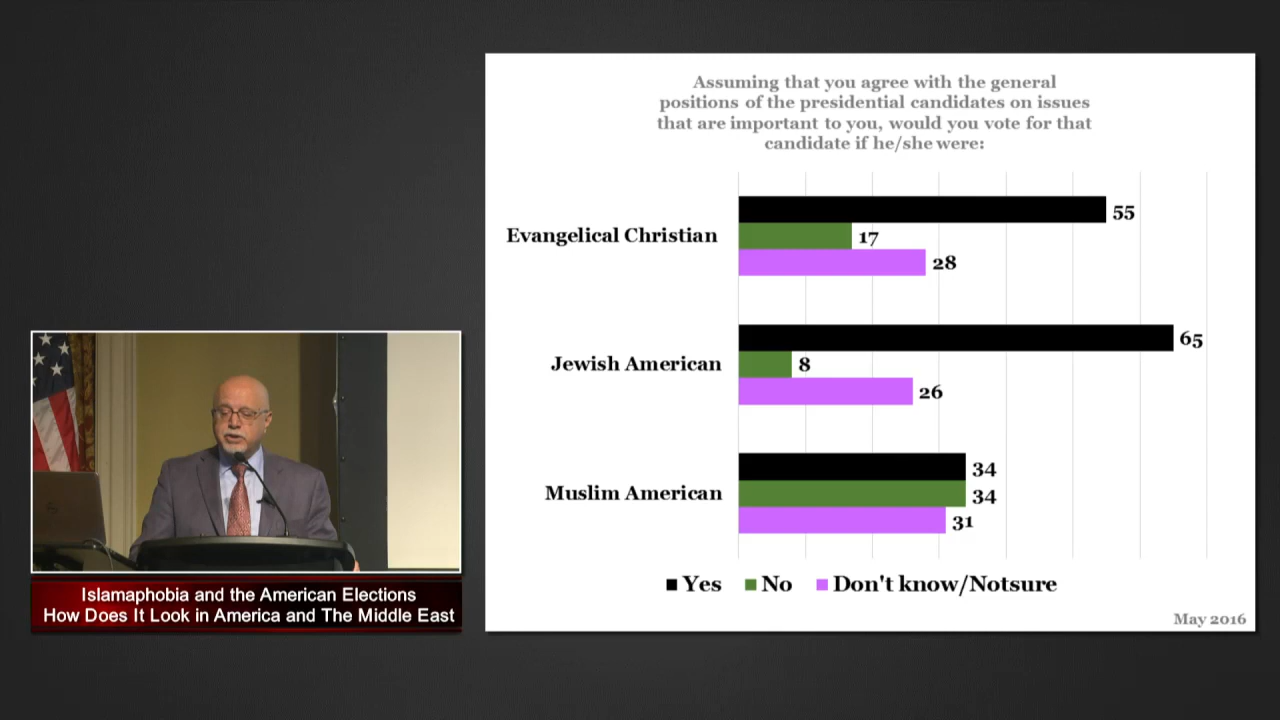 Assuming that you agree with the general
positions of the presidential candidates on issues
that are important to you, would you vote for that
candidate if he/she were:
Evangelical Christian
55
17
28
Jewish American
65
8
26
Muslim American
34
34
31
Yes No Don't know/Notsure
May 2016
Islamaphobia and the American Elections
How Does It Look in America and The Middle East